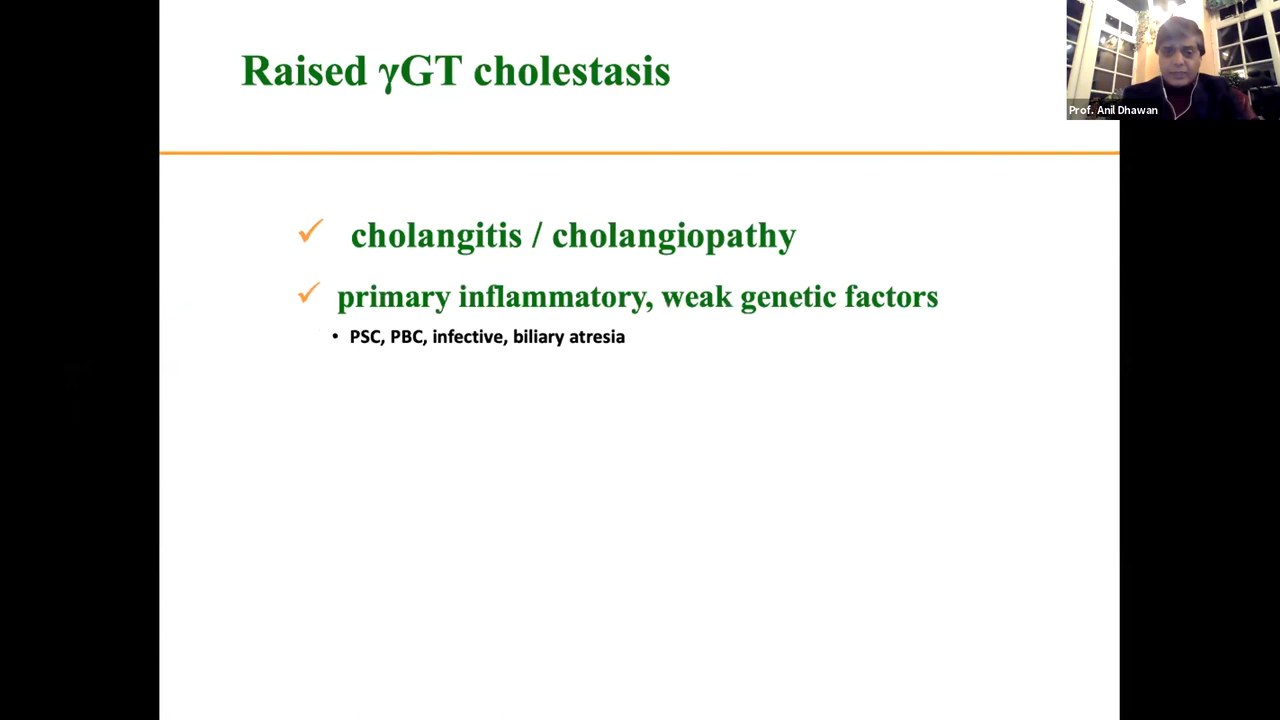 Raised γGT cholestasis
Prof. Anil Dhawan
✓ cholangitis / cholangiopathy
✓ primary inflammatory, weak genetic factors
• PSC, PBC, infective, biliary atresia